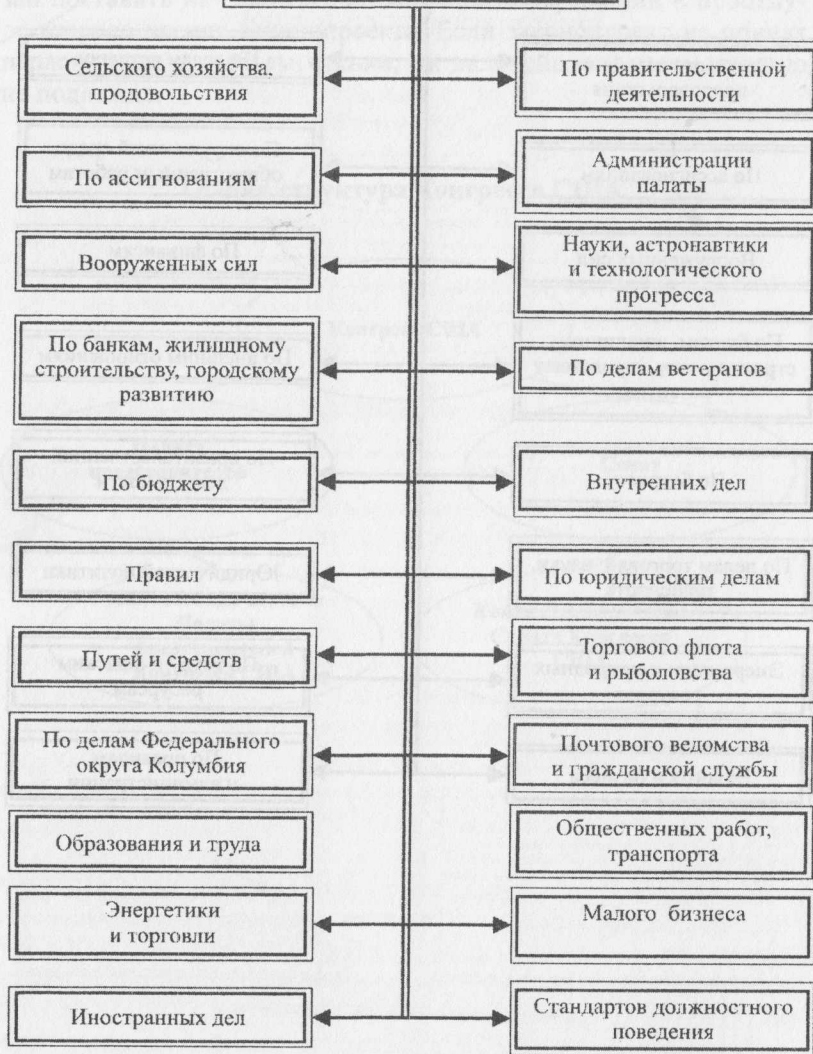 Сельского хозяйства,
продовольствия
По правительственной
деятельности
По ассигнованиям
Администрации
палаты
Вооруженных сил
Науки, астронавтики
и технологического
прогресса
По банкам, жилищному
строительству, городскому
развитию
По делам ветеранов
По бюджету
Внутренних дел
Правил
По юридическим делам
Путей и средств
Торгового флота
и рыболовства
По делам Федерального
округа Колумбия
Почтового ведомства
и гражданской службы
Образования и труда
Общественных работ,
транспорта
Энергетики
и торговли
Малого бизнеса
Иностранных дел
Стандартов должностного
поведения